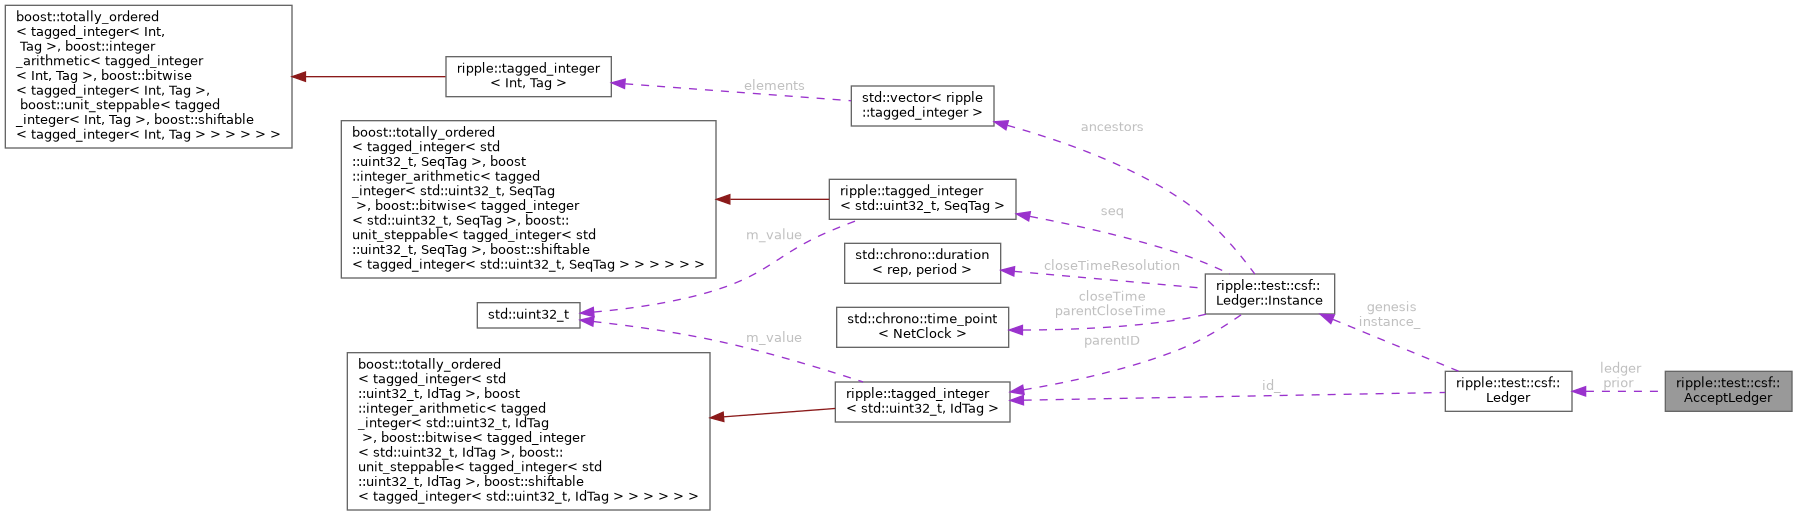 boost::totally_ordered
< tagged_integer< Int,
Tag >, boost::integer
_arithmetic< tagged_integer
< Int, Tag >, boost::bitwise
< tagged_integer< Int, Tag >,
boost::unit_steppable< tagged
_integer< Int, Tag >, boost::shiftable
< tagged_integer< Int, Tag > > > > > >
ripple::tagged_integer
< Int, Tag >
elements
std::vector< ripple
::tagged_integer >
ancestors
boost::totally_ordered
< tagged_integer< std
::uint32_t, SeqTag >, boost
::integer_arithmetic< tagged
_integer< std::uint32_t, SeqTag
>, boost::bitwise< tagged_integer
< std::uint32_t, SeqTag >, boost::
unit_steppable< tagged_integer< std
::uint32_t, SeqTag >, boost::shiftable
< tagged_integer< std::uint32_t, SeqTag > > > > > >
ripple::tagged_integer
< std::uint32_t, SeqTag >
seq
m_value
std::chrono::duration
< rep, period >
closeTimeResolution
ripple::test::csf::
Ledger::Instance
std::uint32_t
std::chrono::time_point
< NetClock >
closeTime
parentCloseTime
genesis
instance_
m_value
parentID
boost::totally_ordered
< tagged_integer< std
::uint32_t, IdTag >, boost
::integer_arithmetic< tagged
_integer< std::uint32_t, IdTag
>, boost::bitwise< tagged_integer
< std::uint32_t, IdTag >, boost::
unit_steppable< tagged_integer< std
::uint32_t, IdTag >, boost::shiftable
< tagged_integer< std::uint32_t, IdTag > > > > > >
ripple::tagged_integer
< std::uint32_t, IdTag >
id_
ripple::test::csf::
Ledger
ledger
prior
ripple::test::csf::
AcceptLedger